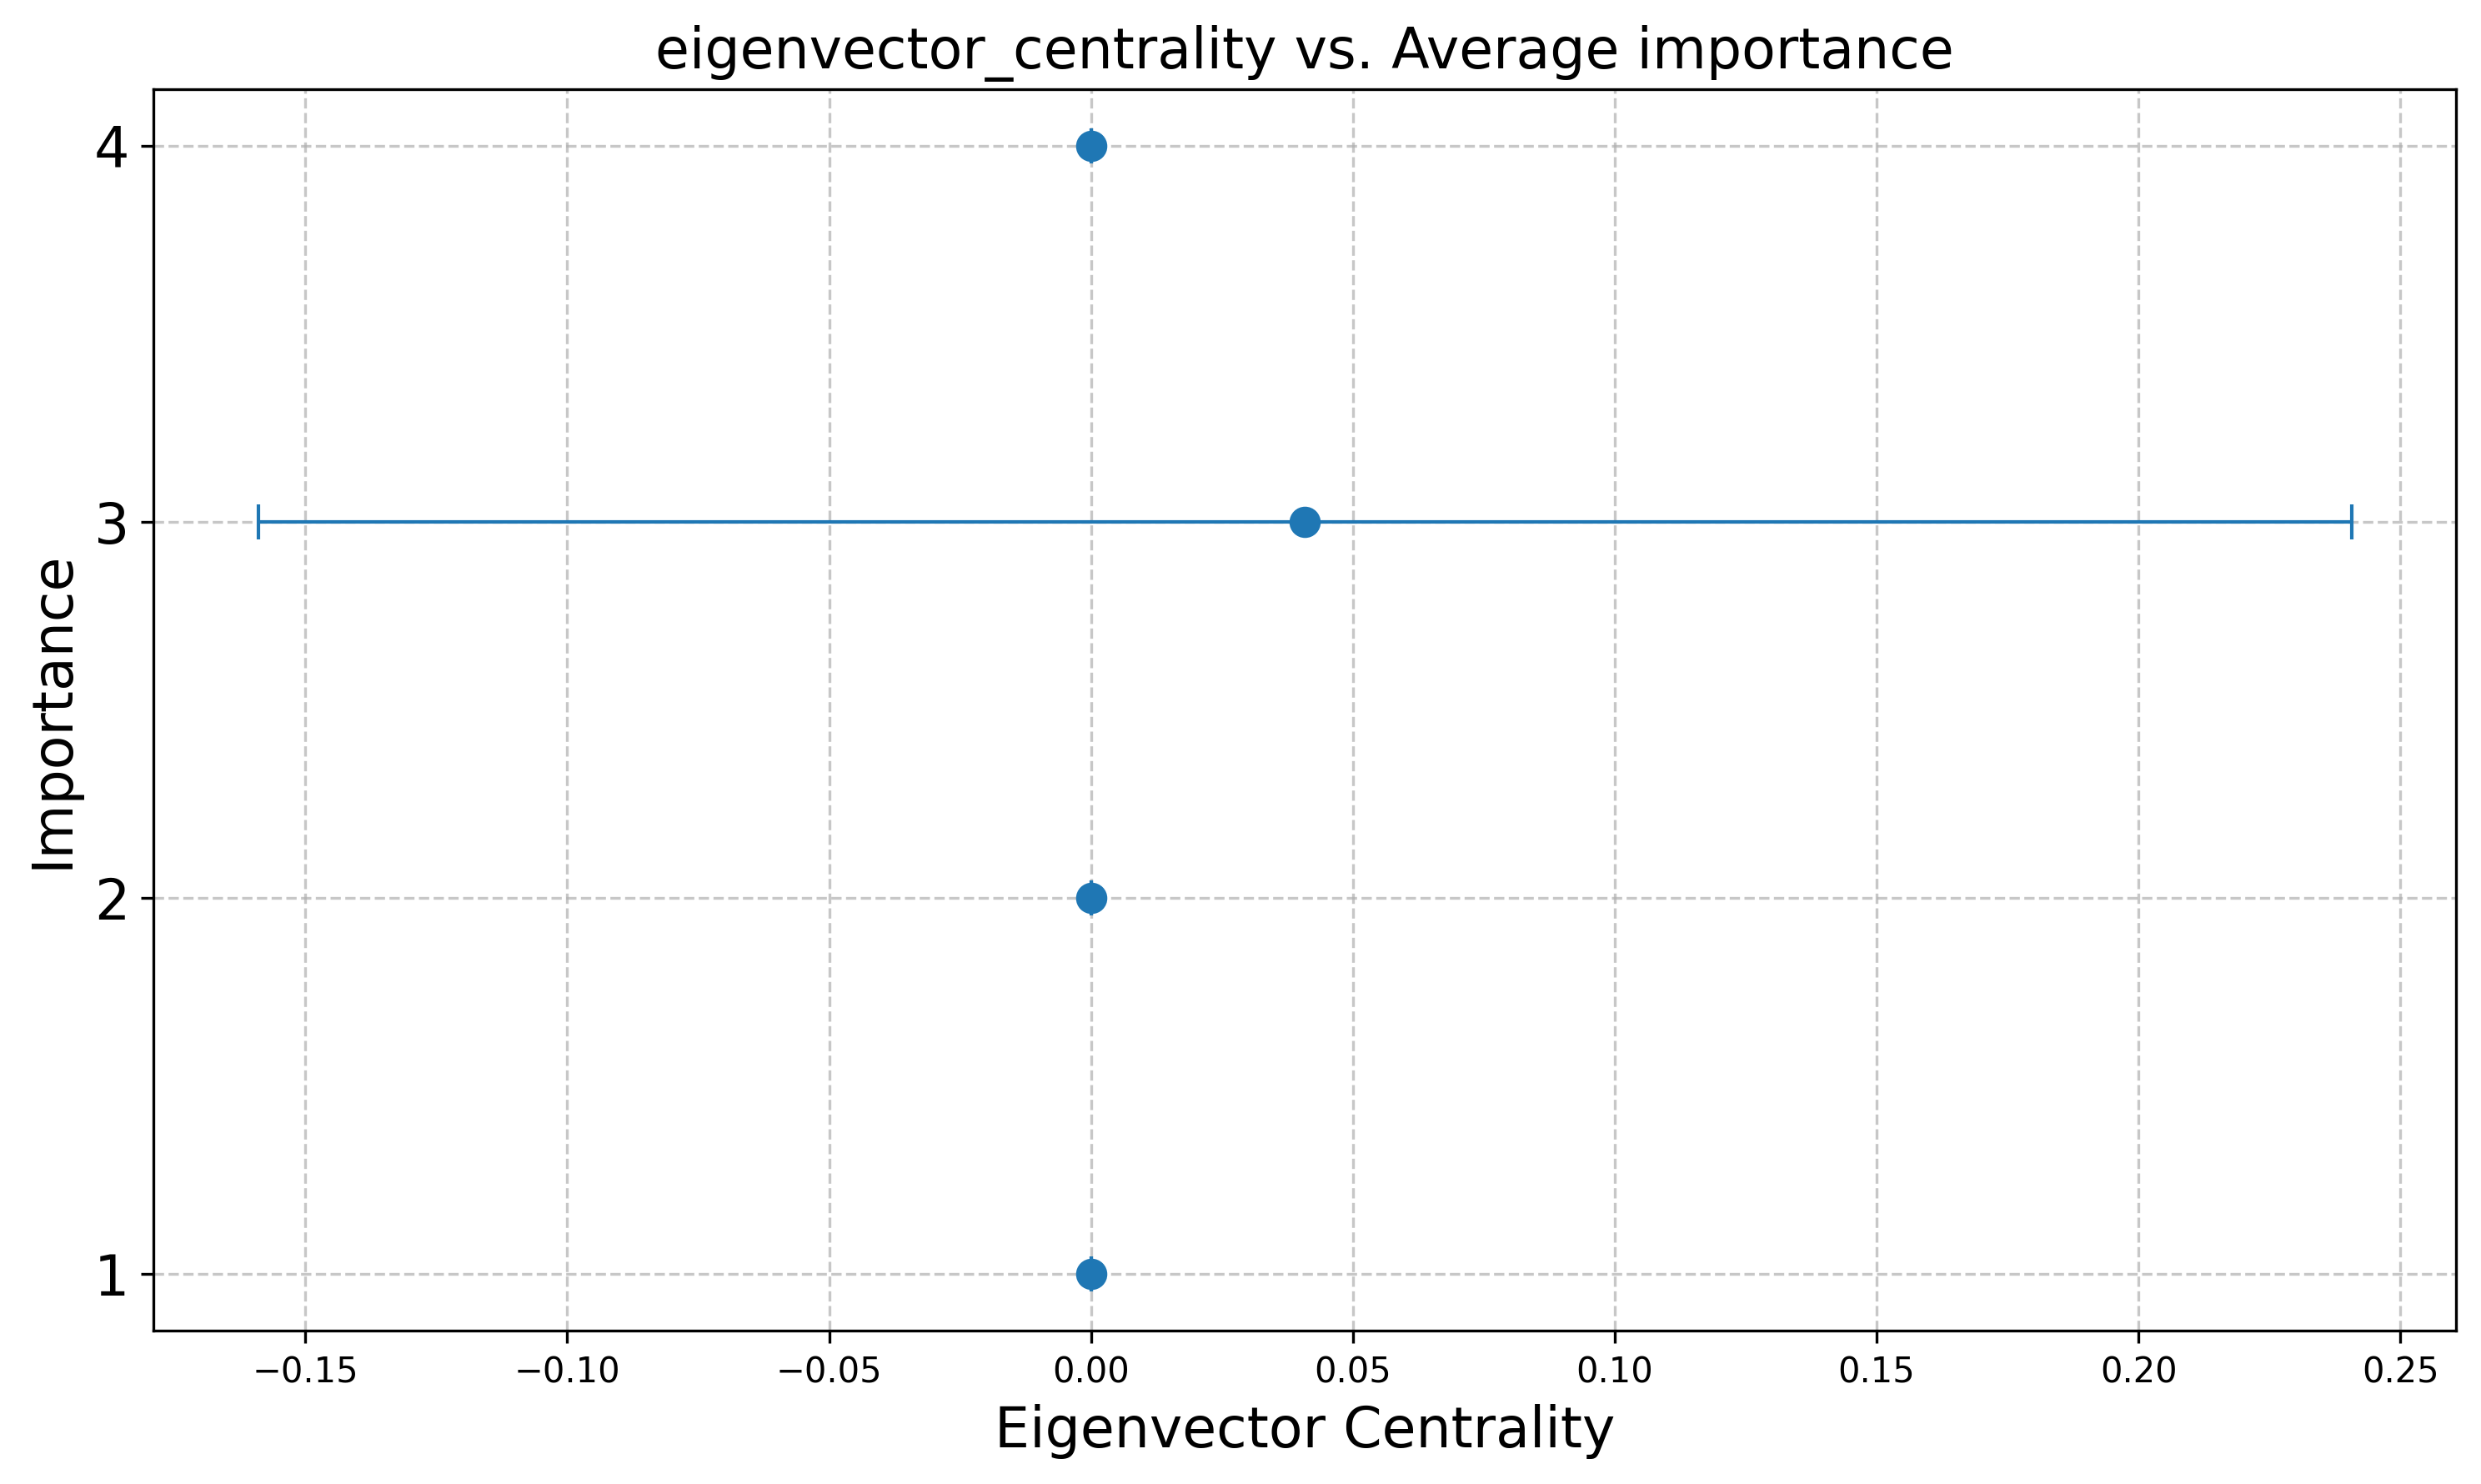 eigenvector_centrality vs. Average importance
4
3
2
1
Importance
−0.15 −0.10 −0.05 0.00 0.05 0.10 0.15 0.20 0.25
Eigenvector Centrality